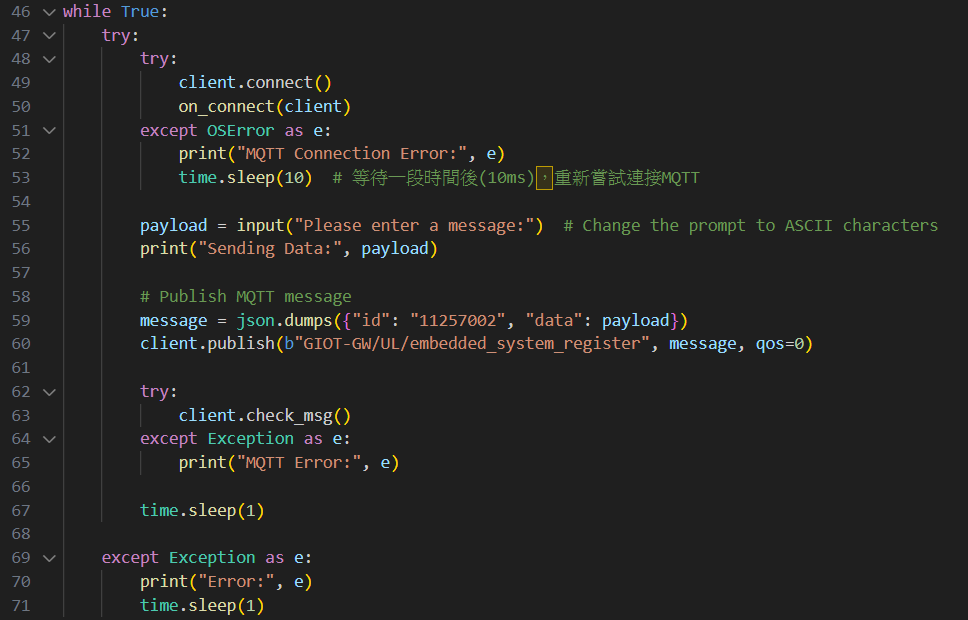 46 while True:
47 try:
48 try:
49 client.connect()
50 on_connect(client)
51 except OSError as e:
52 print("MQTT Connection Error:", e)
53 time.sleep(10)  # 等待一段時間後(10ms)，重新嘗試連接MQTT
54
55 payload = input("Please enter a message:")  # Change the prompt to ASCII characters
56 print("Sending Data:", payload)
57
58 # Publish MQTT message
59 message = json.dumps({"id": "11257002", "data": payload})
60 client.publish(b"GIOT-GW/UL/embedded_system_register", message, qos=0)
61
62 try:
63 client.check_msg()
64 except Exception as e:
65 print("MQTT Error:", e)
66
67 time.sleep(1)
68
69 except Exception as e:
70 print("Error:", e)
71 time.sleep(1)